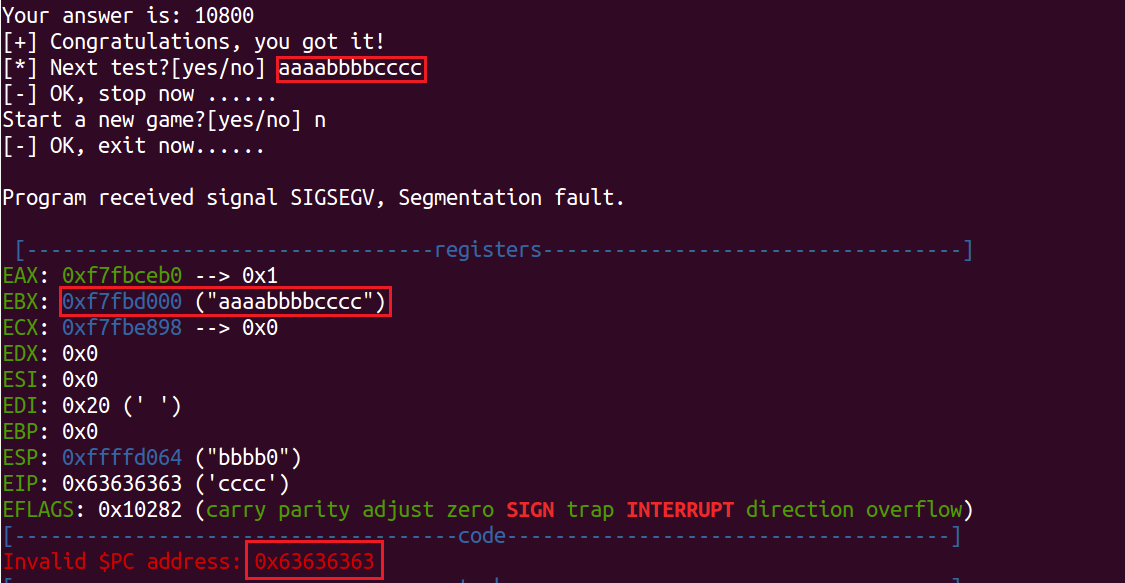 Your answer is: 10800
[+] Congratulations, you got it!
[*] Next test?[yes/no] aaaabbbbcccc
[-] OK, stop now ......
Start a new game?[yes/no] n
[-] OK, exit now......
Program received signal SIGSEGV, Segmentation fault.
[----------------------------------registers-----------------------------------]
EAX: 0xf7fbceb0 --> 0x1
EBX: 0xf7fbd000 ("aaaabbbbcccc")
ECX: 0xf7fbe898 --> 0x0
EDX: 0x0
ESI: 0x0
EDI: 0x20 (' ')
EBP: 0x0
ESP: 0xffffd064 ("bbbb0")
EIP: 0x63636363 ('cccc')
EFLAGS: 0x10282 (carry parity adjust zero SIGN trap INTERRUPT direction overflow)
[-------------------------------------code-------------------------------------]
Invalid $PC address: 0x63636363